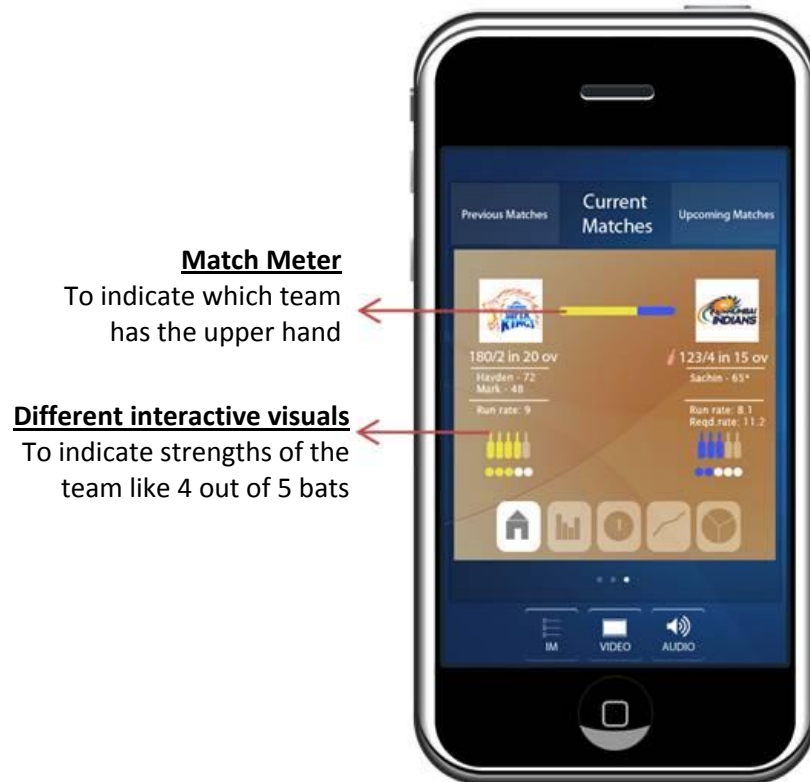 Previous Matches
Current
Matches
Upcoming Matches
Match Meter
To indicate which team
has the upper hand
SUPER
KINGS
MUMBAI
INDIANS
180/2 in 20 ov
123/4 in 15 ov
Hayden - 72
Mark - 48
Sachin - 65*
Run rate: 9
Run rate: 8.1
Reqd.rate: 11.2
Different interactive visuals
To indicate strengths of the
team like 4 out of 5 bats
IM
VIDEO
AUDIO